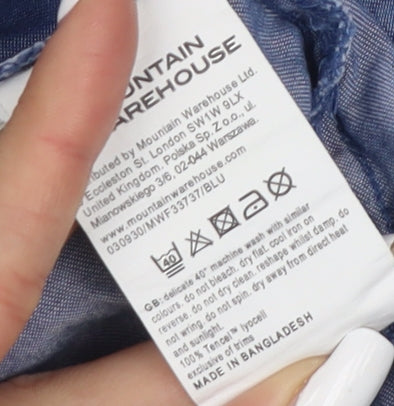 UNTAIN
AREHOUSE
buted by Mountain Warehouse Ltd.
Eccleston St. London SW1W 9LX
United Kingdom, Polska Sp.Z.o.o., ul.
Mianowskiego 3/6, 02-044 Warszawa.
www.mountainwarehouse.com
030930/MWF33737/BLU
40
GB: delicate 40° machine wash with similar
colours, do not bleach, dry flat, cool iron on
reverse, do not dry clean, reshape whilst damp, do
not wring, do not spin, dry away from direct heat
and sunlight.
100% Tencel™ lyocell
exclusive of trims
MADE IN BANGLADESH